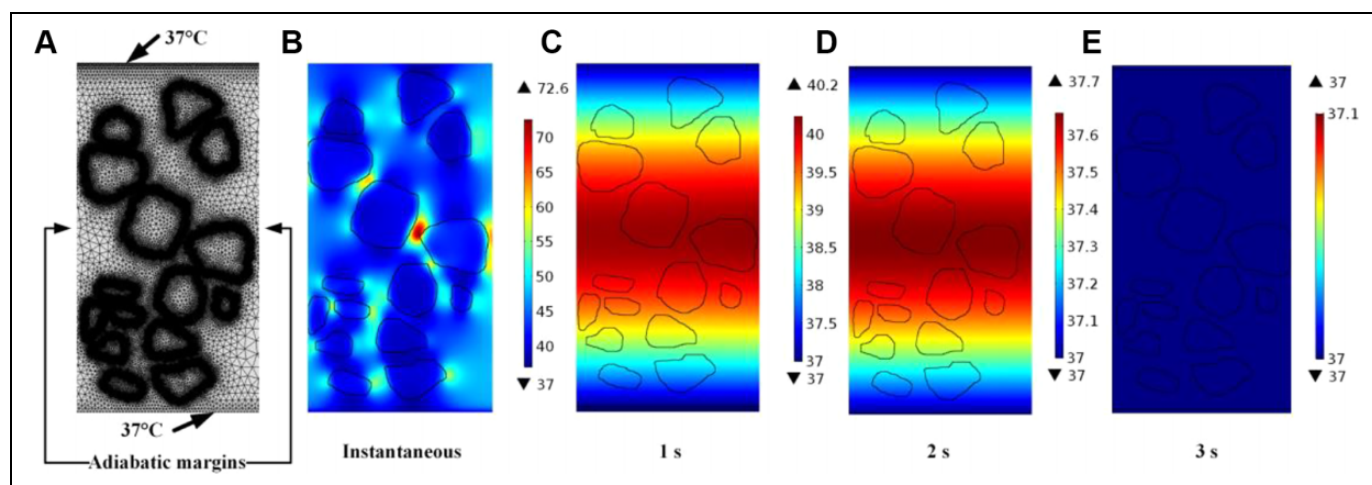 A
37°C
37°C
Adiabatic margins
B
▲ 72.6
70
65
60
55
50
45
40
▼ 37
Instantaneous
C
▲ 40.2
40
39.5
39
38.5
38
37.5
37
▼ 37
1 s
D
▲ 37.7
37.6
37.5
37.4
37.3
37.2
37.1
37
▼ 37
2 s
E
▲ 37
37.1
37
▼ 37
3 s